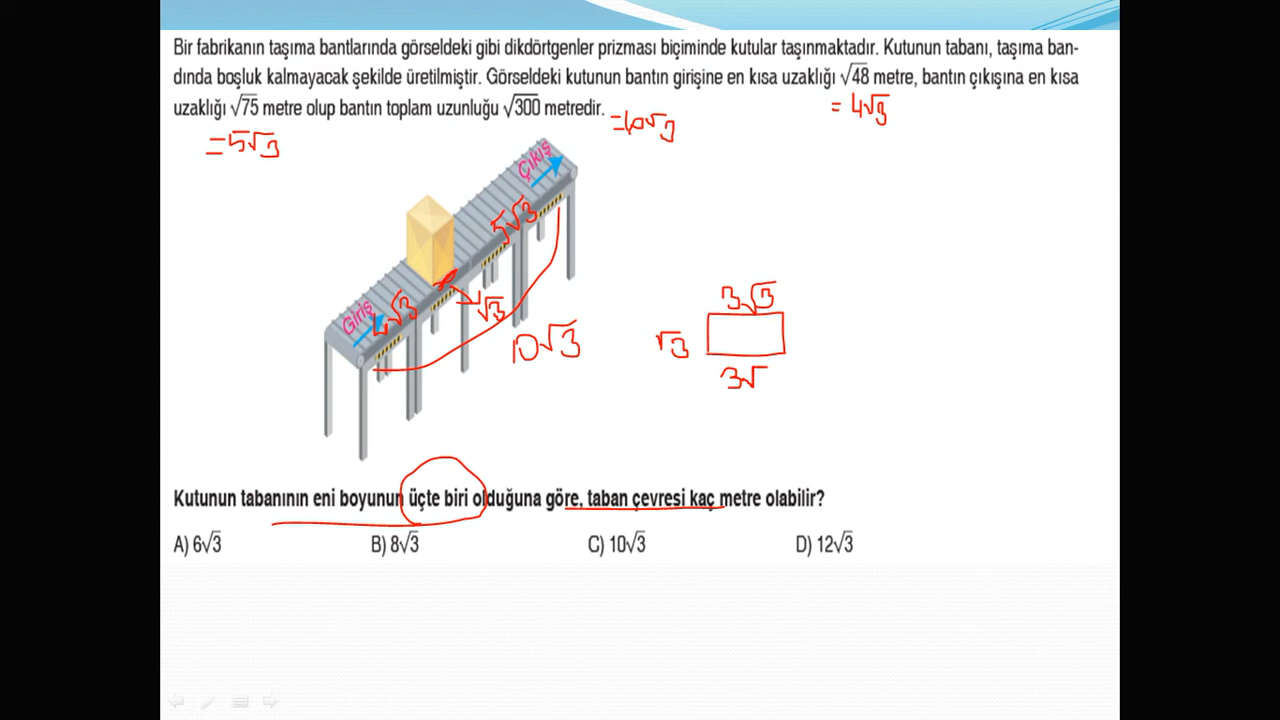 Bir fabrikanın taşıma bantlarında görseldeki gibi dikdörtgenler prizması biçiminde kutular taşınmaktadır. Kutunun tabanı, taşıma ban-
dında boşluk kalmayacak şekilde üretilmiştir. Görseldeki kutunun bantın girişine en kısa uzaklığı √48 metre, bantın çıkışına en kısa
uzaklığı √75 metre olup bantın toplam uzunluğu √300 metredir.
= 4√3
=10√3
=5√3
Çıkış
5√3
Giriş
4√3
√3
10√3
3√3
√3
3√
Kutunun tabanının eni boyunun üçte biri olduğuna göre, taban çevresi kaç metre olabilir?
A) 6√3 B) 8√3 C) 10√3 D) 12√3